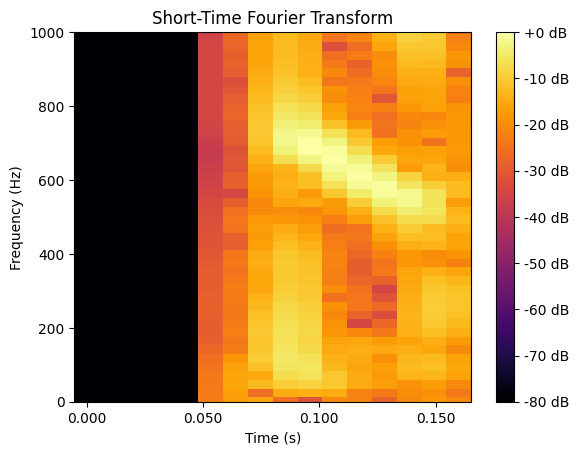 Short-Time Fourier Transform
Frequency (Hz)
1000
800
600
400
200
0
0.000
0.050
0.100
0.150
Time (s)
+0 dB
-10 dB
-20 dB
-30 dB
-40 dB
-50 dB
-60 dB
-70 dB
-80 dB